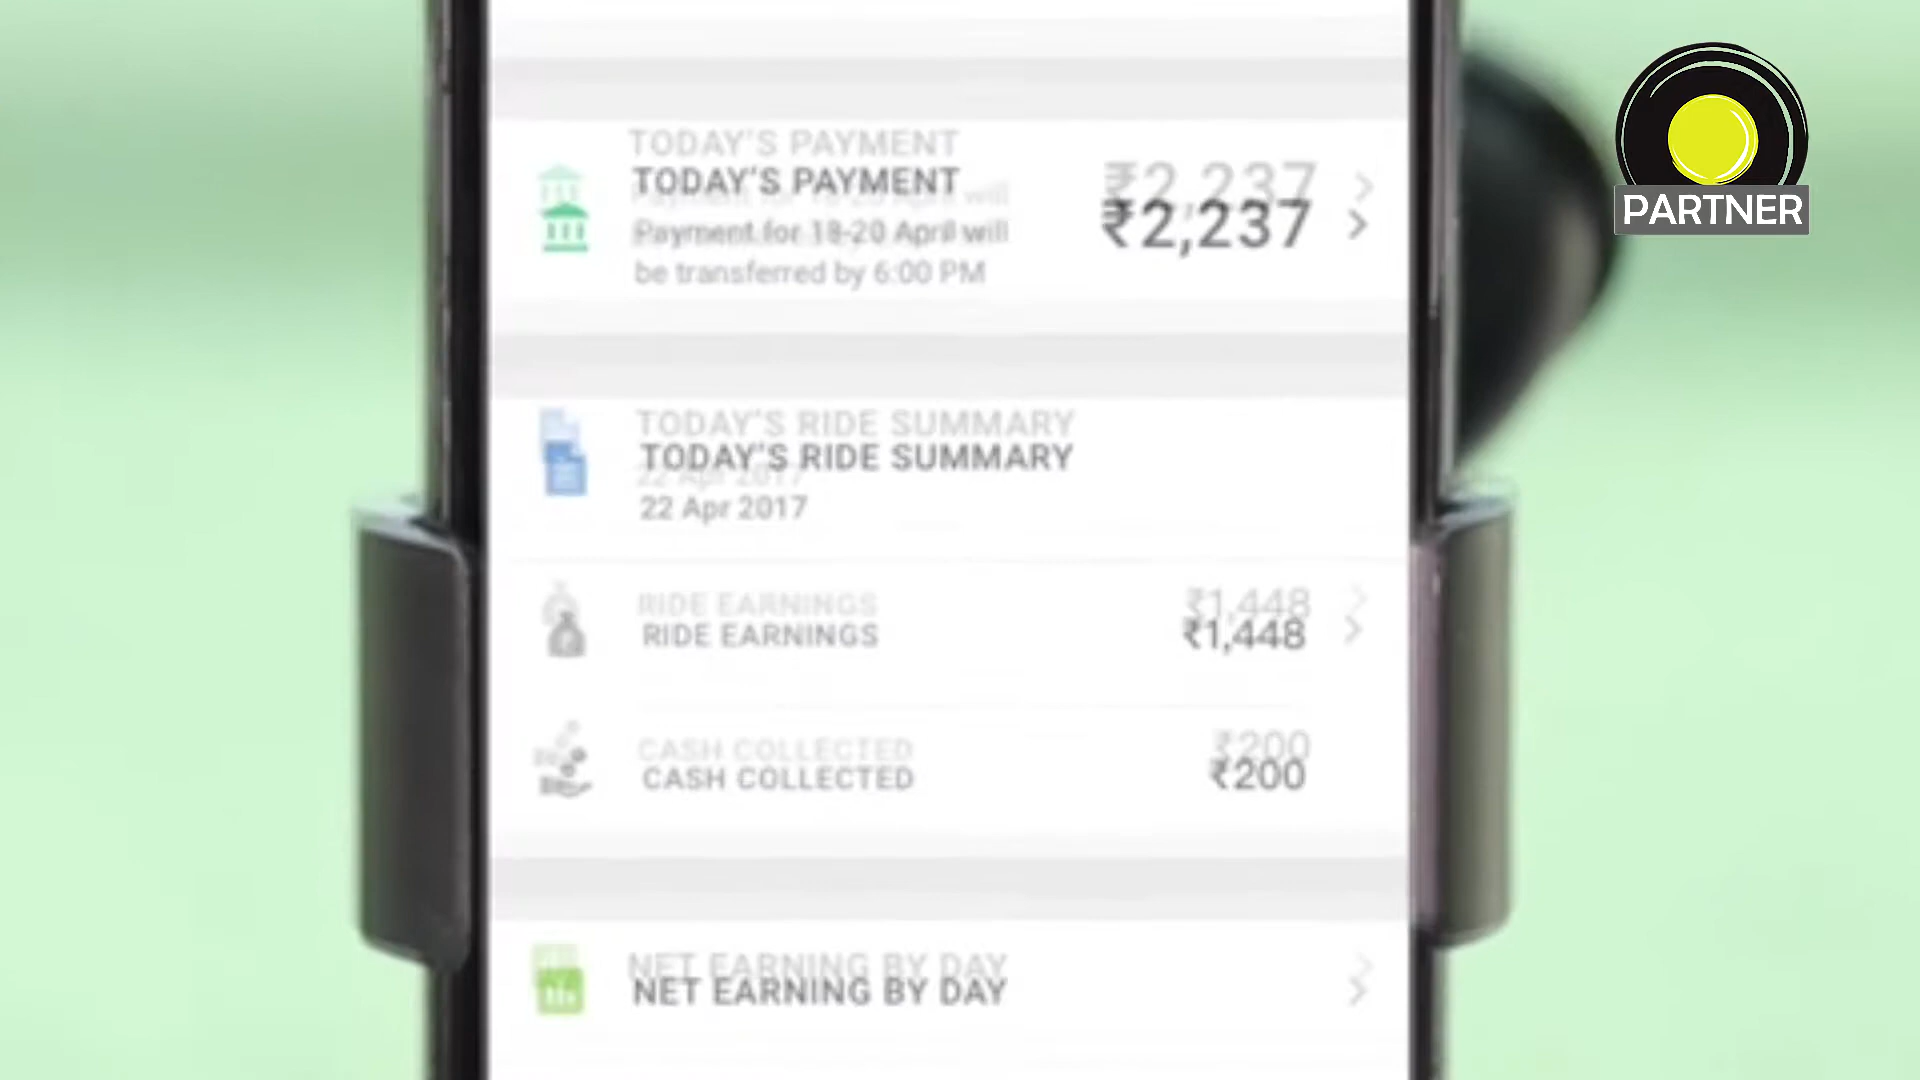 TODAY'S PAYMENT
Payment for 18-20 April will
be transferred by 6:00 PM
₹2,237
TODAY'S RIDE SUMMARY
22 Apr 2017
RIDE EARNINGS
₹1,448
CASH COLLECTED
₹200
NET EARNING BY DAY
PARTNER